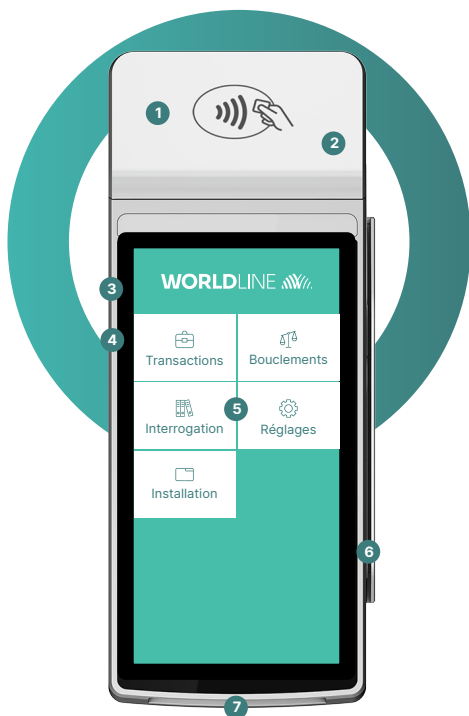 1
2
WORLDLINE
3
4
Transactions
Bouclements
5
Interrogation
Réglages
Installation
6
7